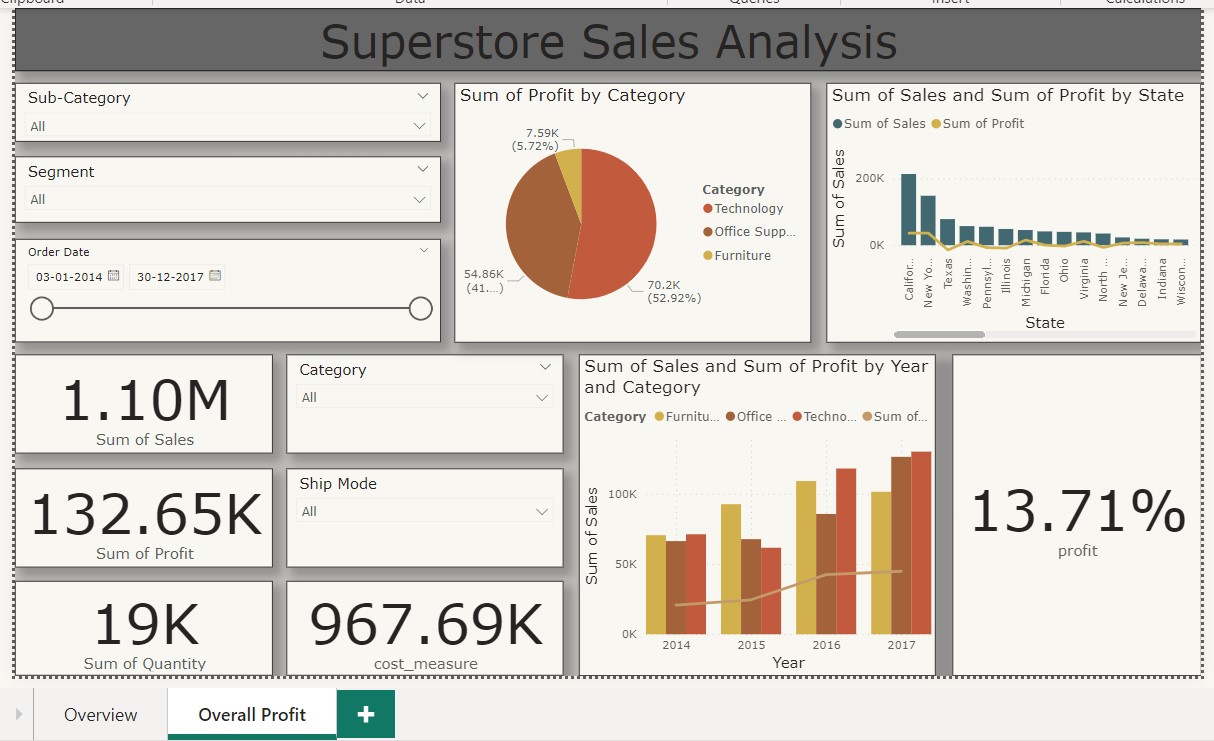 Clipboard
Data
Queries
Insert
Calculations
Superstore Sales Analysis
Sub-Category
All
Segment
All
Order Date
03-01-2014
30-12-2017
Sum of Profit by Category
7.59K
(5.72%)
54.86K
(41....)
70.2K
(52.92%)
Category
Technology
Office Supp...
Furniture
Sum of Sales and Sum of Profit by State
Sum of Sales
Sum of Profit
Sum of Sales
200K
0K
Califor...
New Yo...
Texas
Washin...
Pennsyl...
Illinois
Michigan
Florida
Ohio
Virginia
North ...
New Je...
Delawa...
Indiana
Wiscon...
State
1.10M
Sum of Sales
Category
All
132.65K
Sum of Profit
Ship Mode
All
19K
Sum of Quantity
967.69K
cost_measure
Sum of Sales and Sum of Profit by Year
and Category
Category Furnitu... Office ... Techno... Sum of...
Sum of Sales
100K
50K
0K
2014
2015
2016
2017
Year
13.71%
profit
Overview
Overall Profit
+